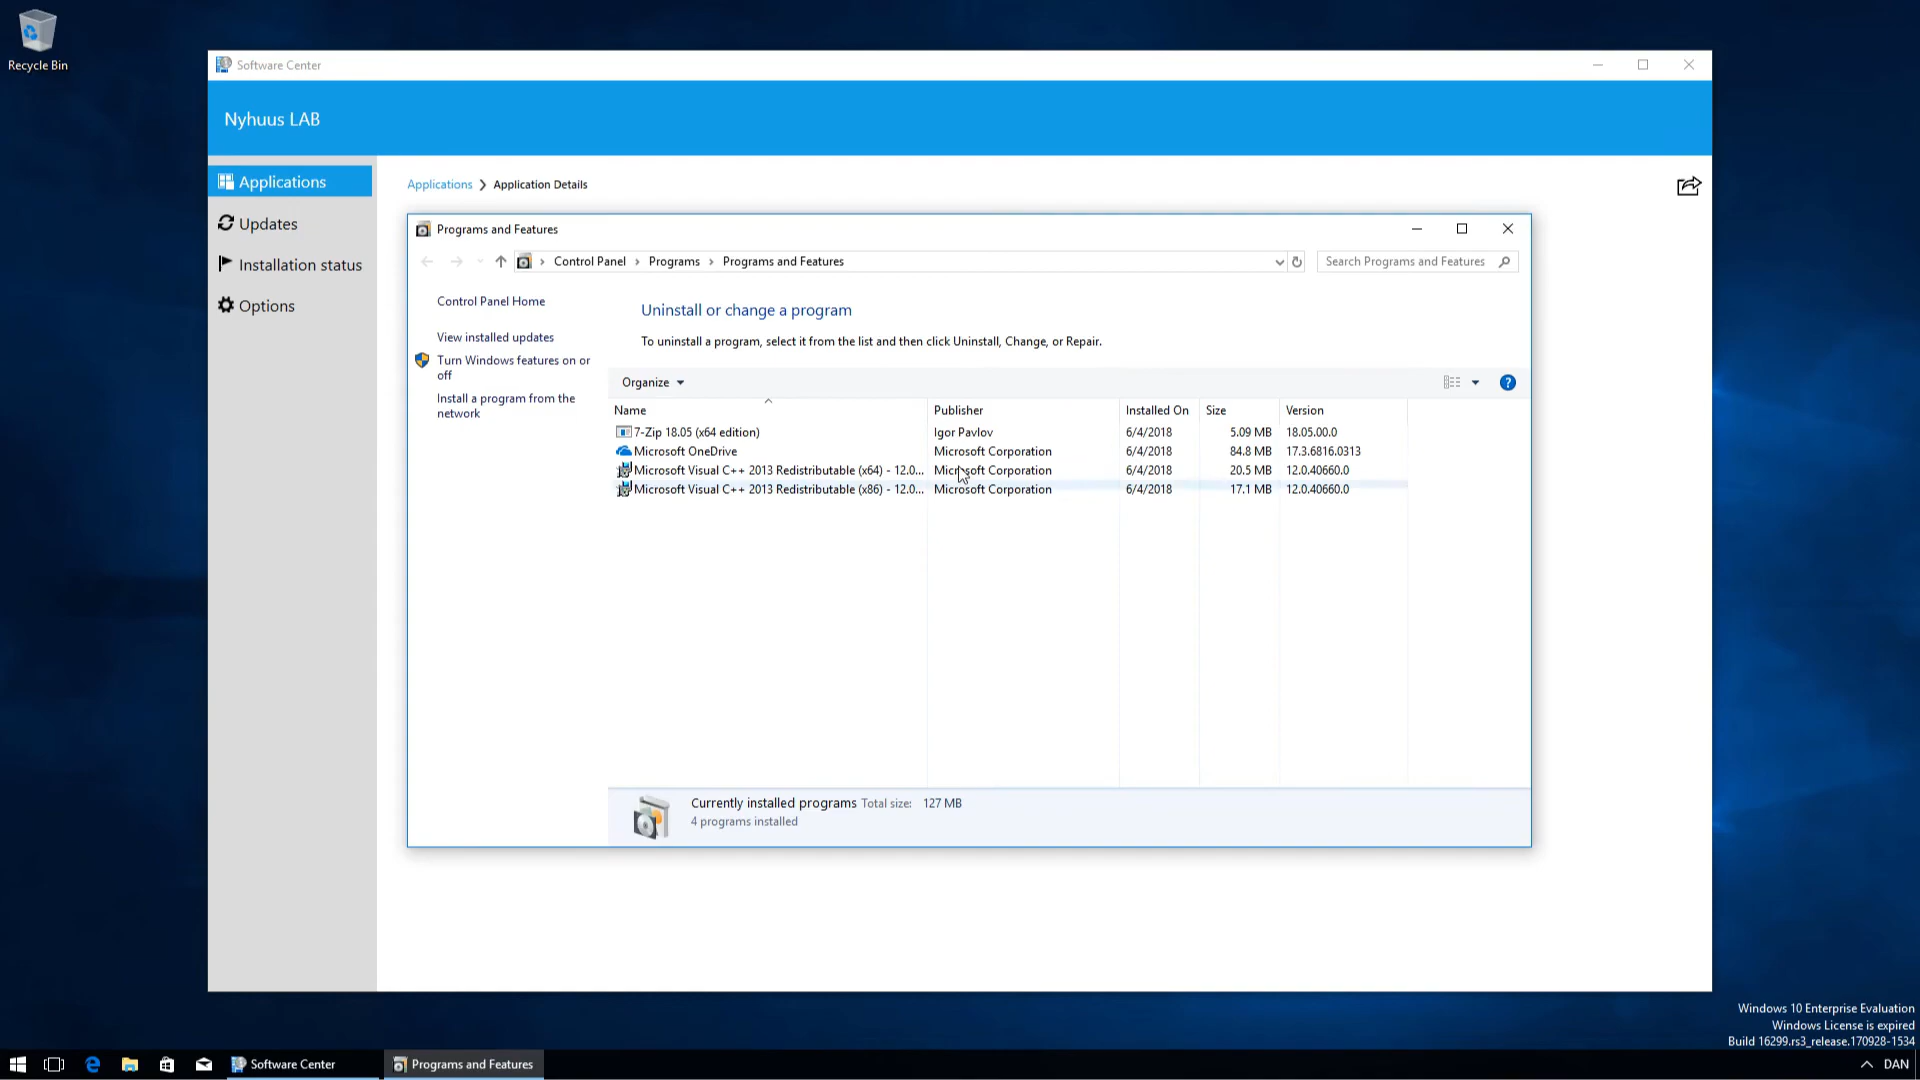 Recycle Bin
Software Center
Nyhuus LAB
Applications
Updates
Installation status
Options
Applications Application Details
Programs and Features
Control Panel Programs Programs and Features
Search Programs and Features
Control Panel Home
View installed updates
Turn Windows features on or
off
Install a program from the
network
Uninstall or change a program
To uninstall a program, select it from the list and then click Uninstall, Change, or Repair.
Organize
Name Publisher Installed On Size Version
7-Zip 18.05 (x64 edition) Igor Pavlov 6/4/2018 5.09 MB 18.05.00.0
Microsoft OneDrive Microsoft Corporation 6/4/2018 84.8 MB 17.3.6816.0313
Microsoft Visual C++ 2013 Redistributable (x64) - 12.0... Microsoft Corporation 6/4/2018 20.5 MB 12.0.40660.0
Microsoft Visual C++ 2013 Redistributable (x86) - 12.0... Microsoft Corporation 6/4/2018 17.1 MB 12.0.40660.0
Currently installed programs Total size: 127 MB
4 programs installed
Windows 10 Enterprise Evaluation
Windows License is expired
Build 16299.rs3_release.170928-1534
Software Center
Programs and Features
DAN